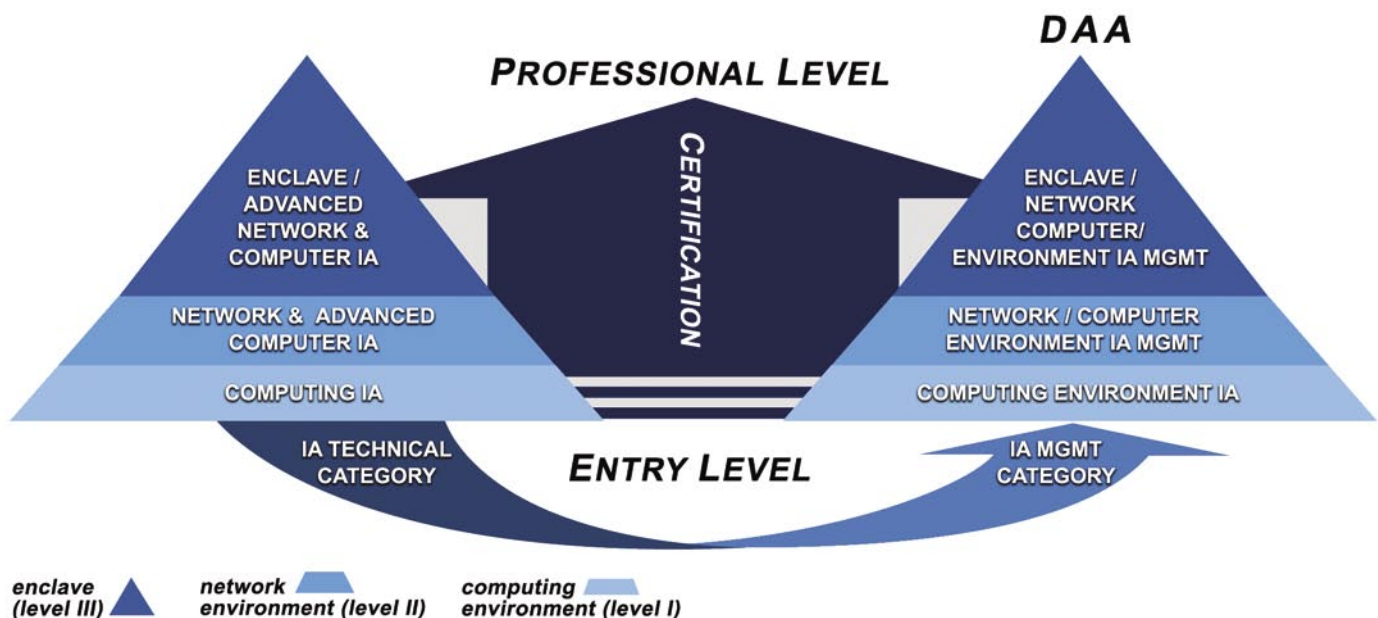 DAA
PROFESSIONAL LEVEL
CERTIFICATION
ENCLAVE /
ADVANCED
NETWORK &
COMPUTER IA
NETWORK & ADVANCED
COMPUTER IA
COMPUTING IA
ENCLAVE /
NETWORK
COMPUTER/
ENVIRONMENT IA MGMT
NETWORK / COMPUTER
ENVIRONMENT IA MGMT
COMPUTING ENVIRONMENT IA
IA TECHNICAL
CATEGORY
ENTRY LEVEL
IA MGMT
CATEGORY
enclave
(level III)
network
environment (level II)
computing
environment (level I)